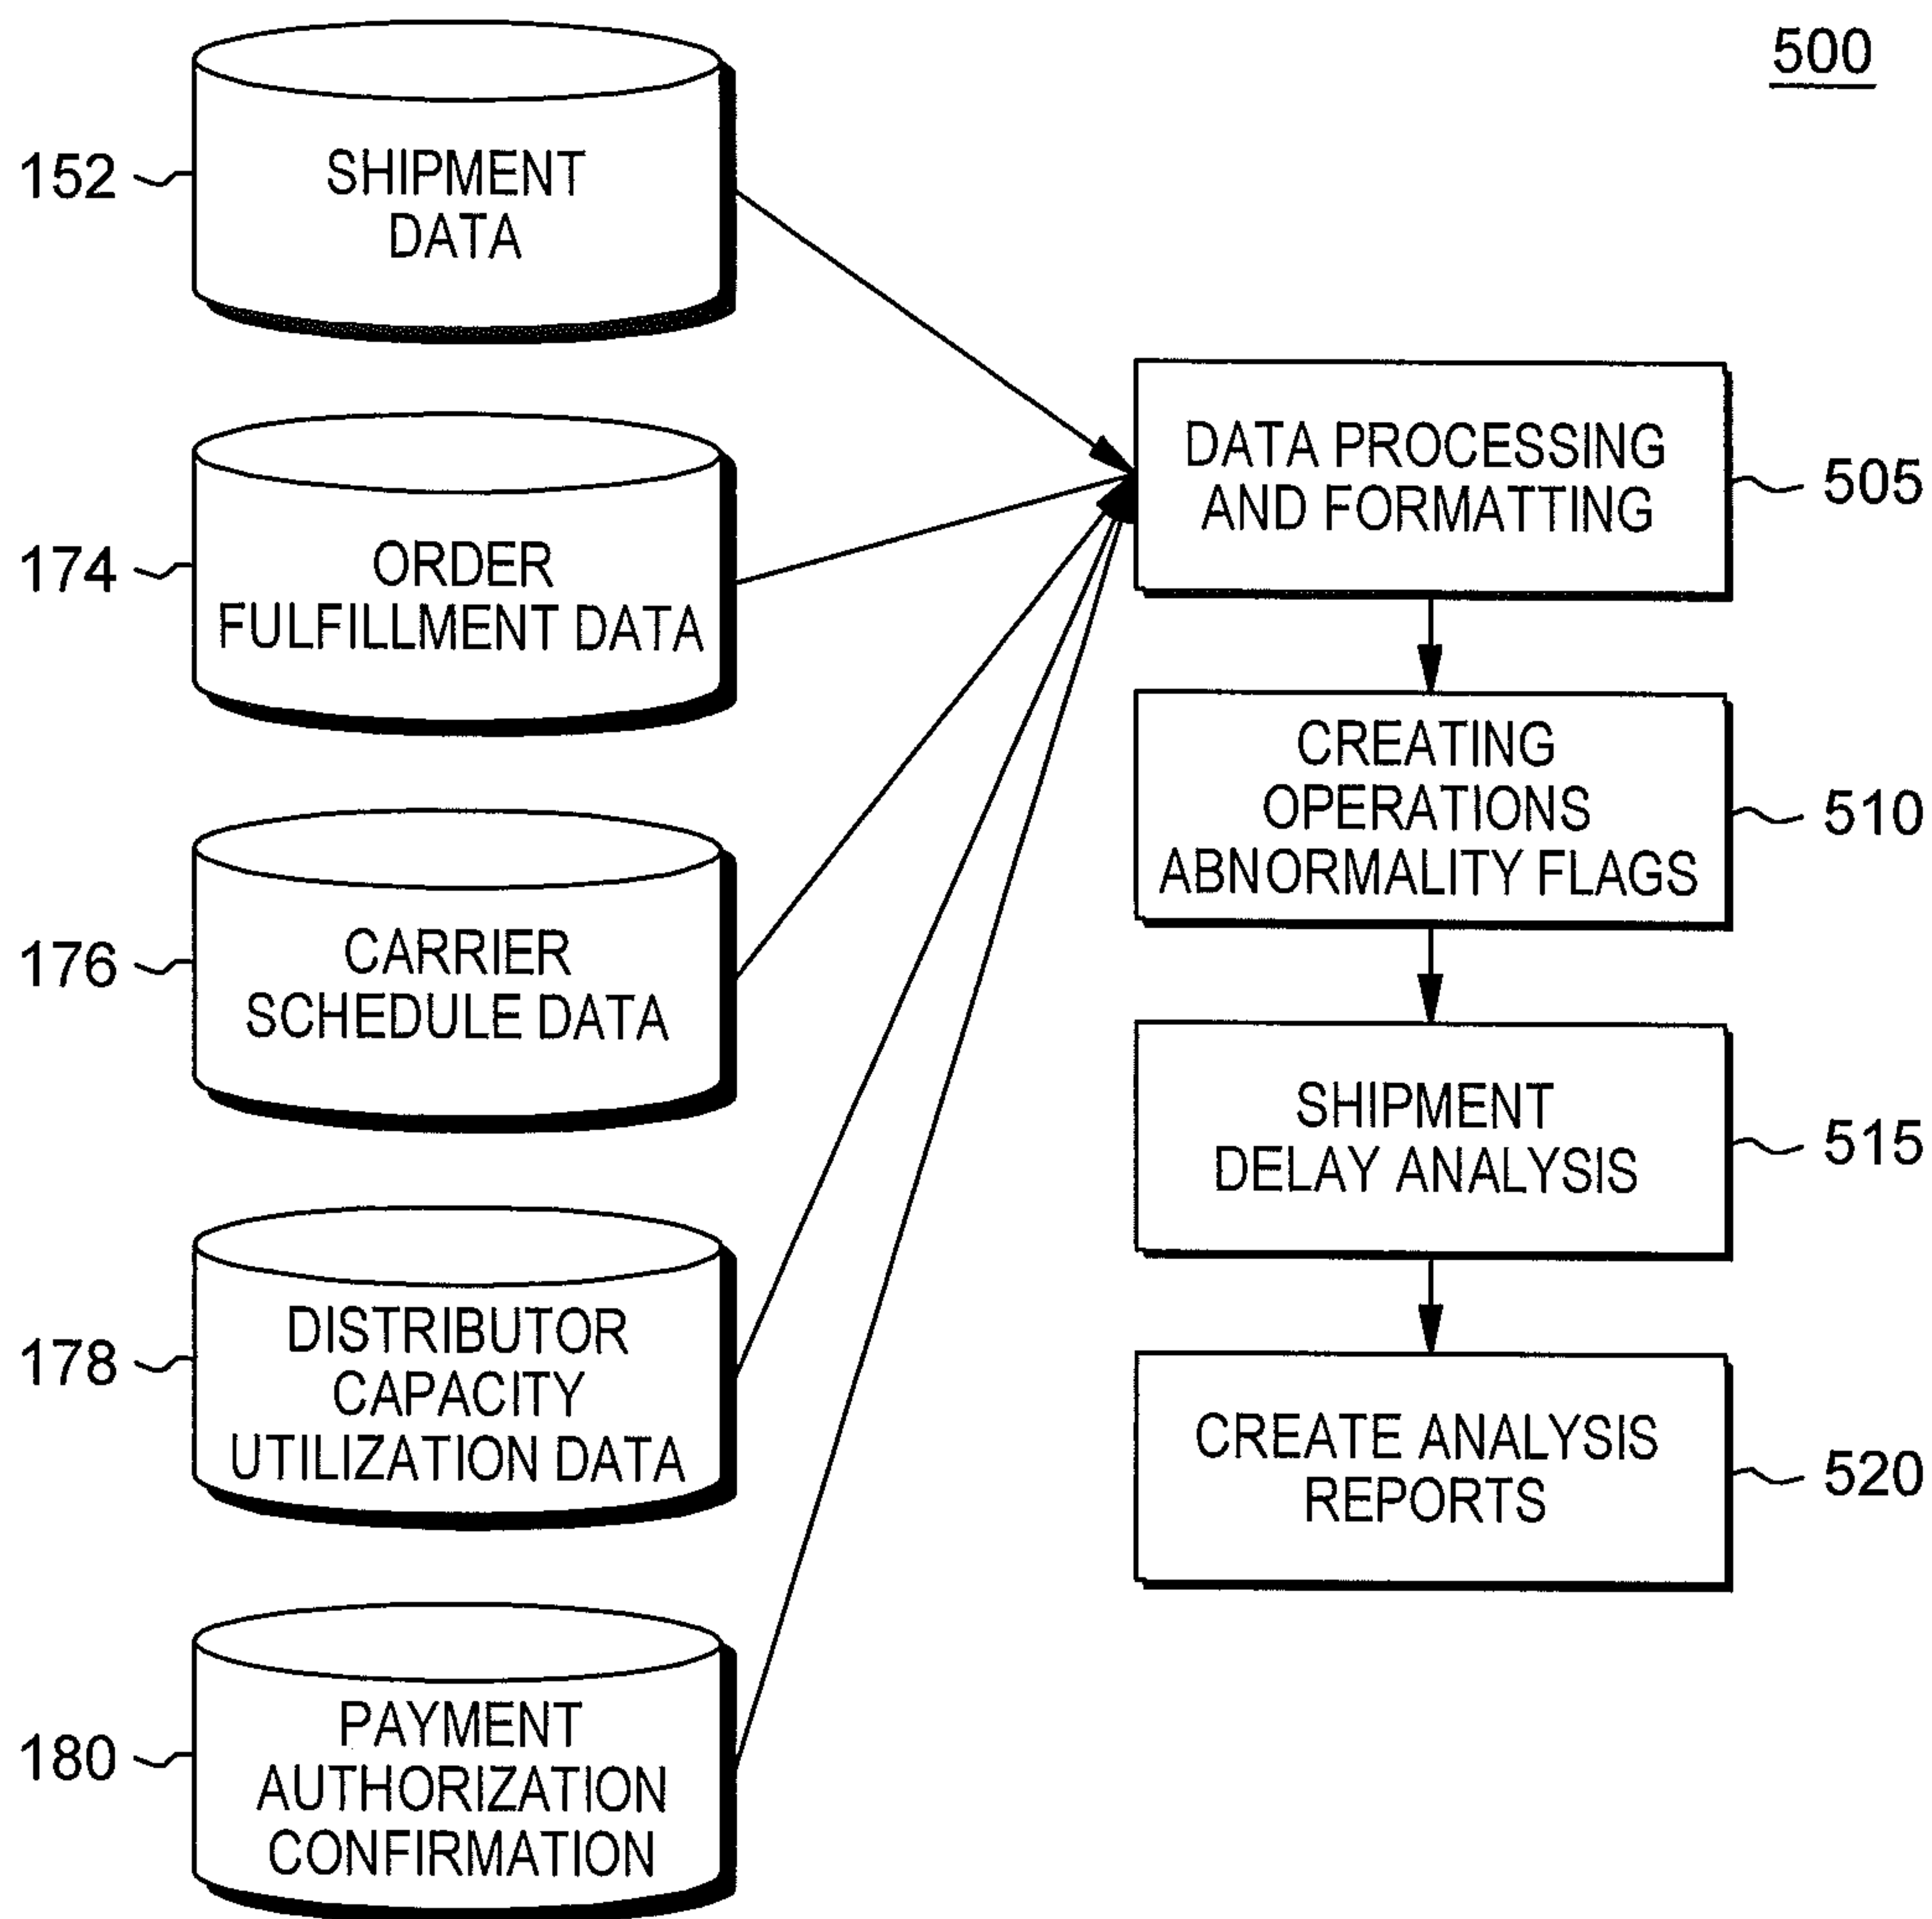 500
152
SHIPMENT
DATA
174
ORDER
FULFILLMENT DATA
176
CARRIER
SCHEDULE DATA
178
DISTRIBUTOR
CAPACITY
UTILIZATION DATA
180
PAYMENT
AUTHORIZATION
CONFIRMATION
DATA PROCESSING
AND FORMATTING
505
CREATING
OPERATIONS
ABNORMALITY FLAGS
510
SHIPMENT
DELAY ANALYSIS
515
CREATE ANALYSIS
REPORTS
520